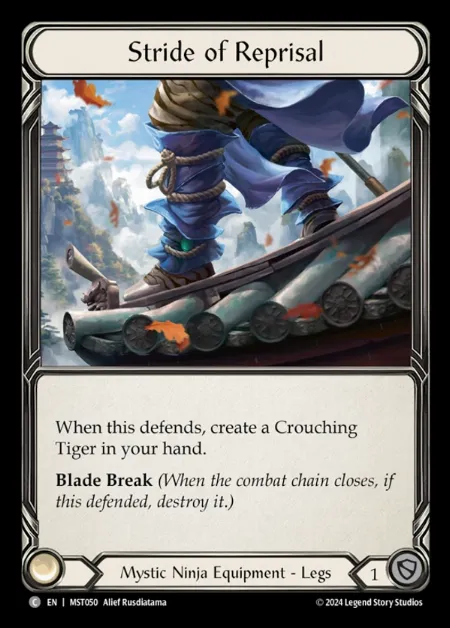 Stride of Reprisal
When this defends, create a Crouching
Tiger in your hand.
Blade Break (When the combat chain closes, if
this defended, destroy it.)
Mystic Ninja Equipment - Legs
1
C EN | MST050 Alief Rusdiatama
© 2024 Legend Story Studios